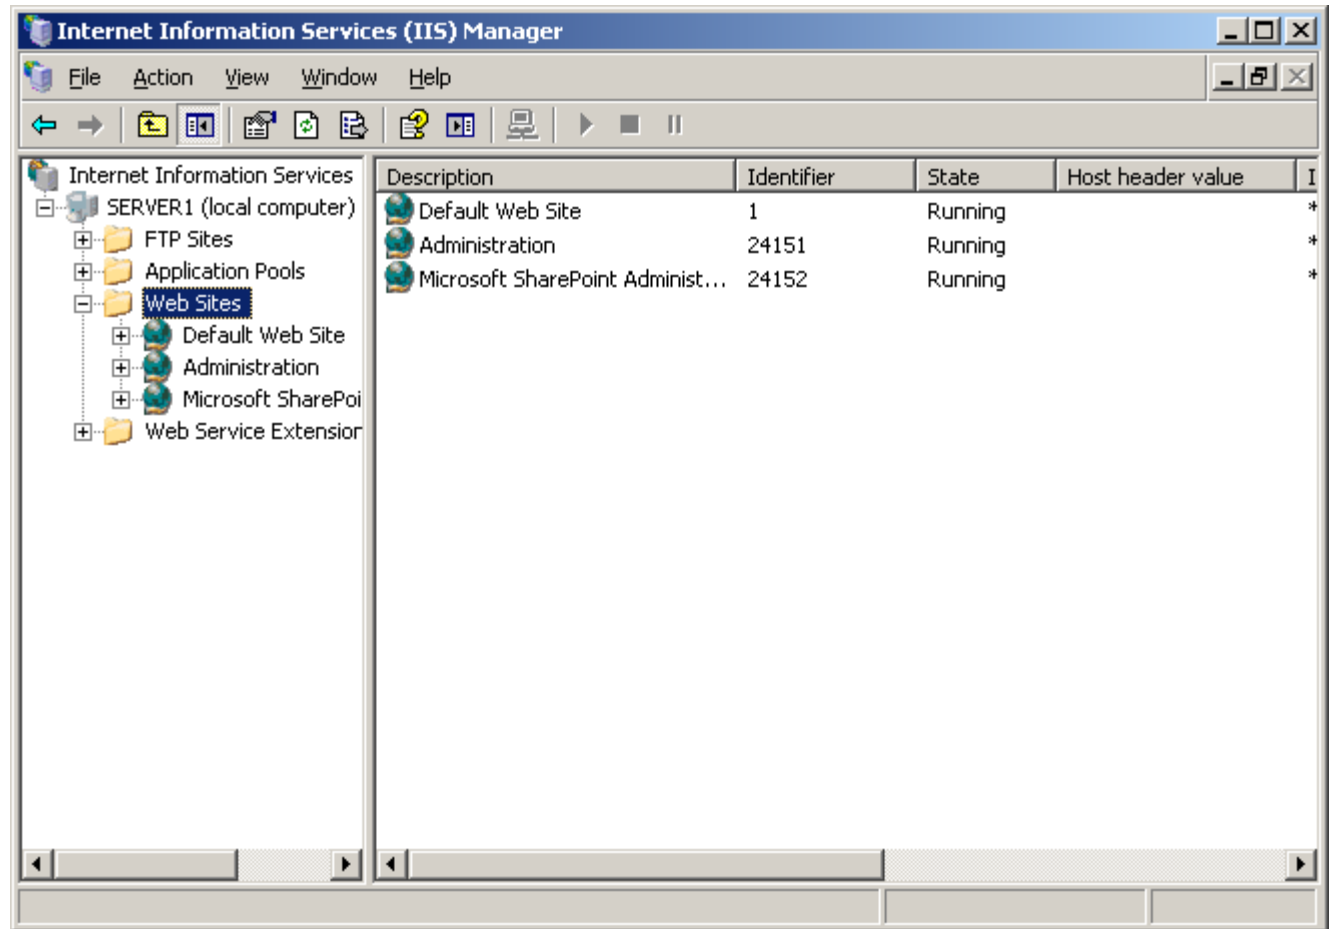 Internet Information Services (IIS) Manager
File Action View Window Help
Internet Information Services
SERVER1 (local computer)
FTP Sites
Application Pools
Web Sites
Default Web Site
Administration
Microsoft SharePoi
Web Service Extension
Description Identifier State Host header value I
Default Web Site 1 Running *
Administration 24151 Running *
Microsoft SharePoint Administ... 24152 Running *